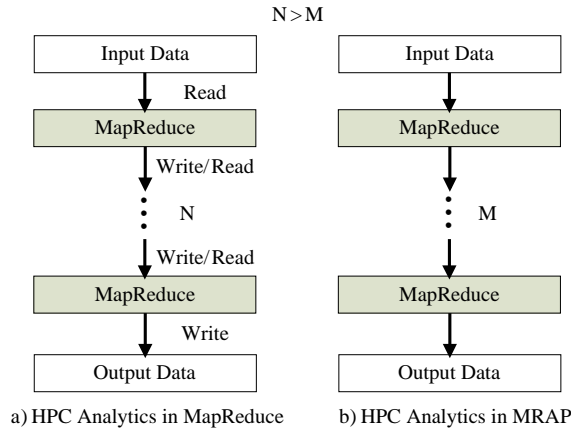 N > M
Input Data
Input Data
Read
MapReduce
MapReduce
Write/Read
N
M
Write/Read
MapReduce
MapReduce
Write
Output Data
Output Data
a) HPC Analytics in MapReduce
b) HPC Analytics in MRAP